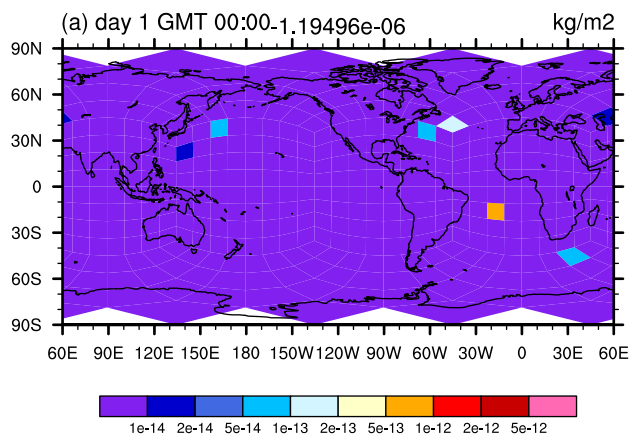 (a) day 1 GMT 00:00 -1.19496e-06 kg/m2
90N
60N
30N
0
30S
60S
90S
60E 90E 120E 150E 180 150W 120W 90W 60W 30W 0 30E 60E
1e-14 2e-14 5e-14 1e-13 2e-13 5e-13 1e-12 2e-12 5e-12